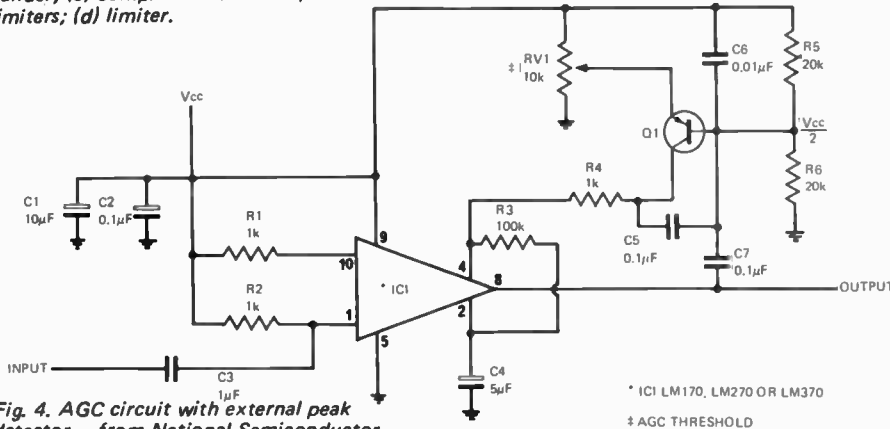 imiters; (d) limiter.
Vcc
C1
10µF
C2
0.1µF
R1
1k
R2
1k
INPUT
C3
1µF
10
1
9
* IC1
5
4
2
8
R3
100k
C4
5µF
R4
1k
C5
0.1µF
‡
RV1
10k
Q1
C6
0.01µF
R5
20k
Vcc
2
R6
20k
C7
0.1µF
OUTPUT
* IC1 LM170, LM270 OR LM370
‡ AGC THRESHOLD
Fig. 4. AGC circuit with external peak
from National Semiconductor